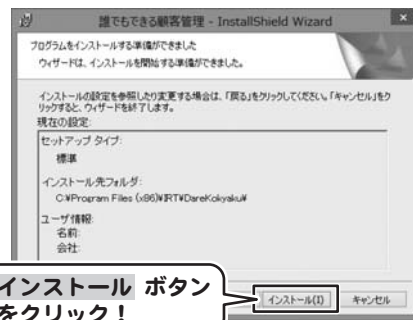 誰でもできる顧客管理 - InstallShield Wizard
プログラムをインストールする準備ができました
ウィザードは、インストールを開始する準備ができました。
インストールの設定を参照したり変更する場合は、「戻る」をクリックしてください。「キャンセル」をク
リックすると、ウィザードを終了します。
現在の設定:
セットアップ タイプ:
標準
インストール先フォルダ:
C:¥Program Files (x86)¥IRT¥DareKokyaku¥
ユーザ情報:
名前:
会社:
インストール ボタン
をクリック！
インストール(I)
キャンセル